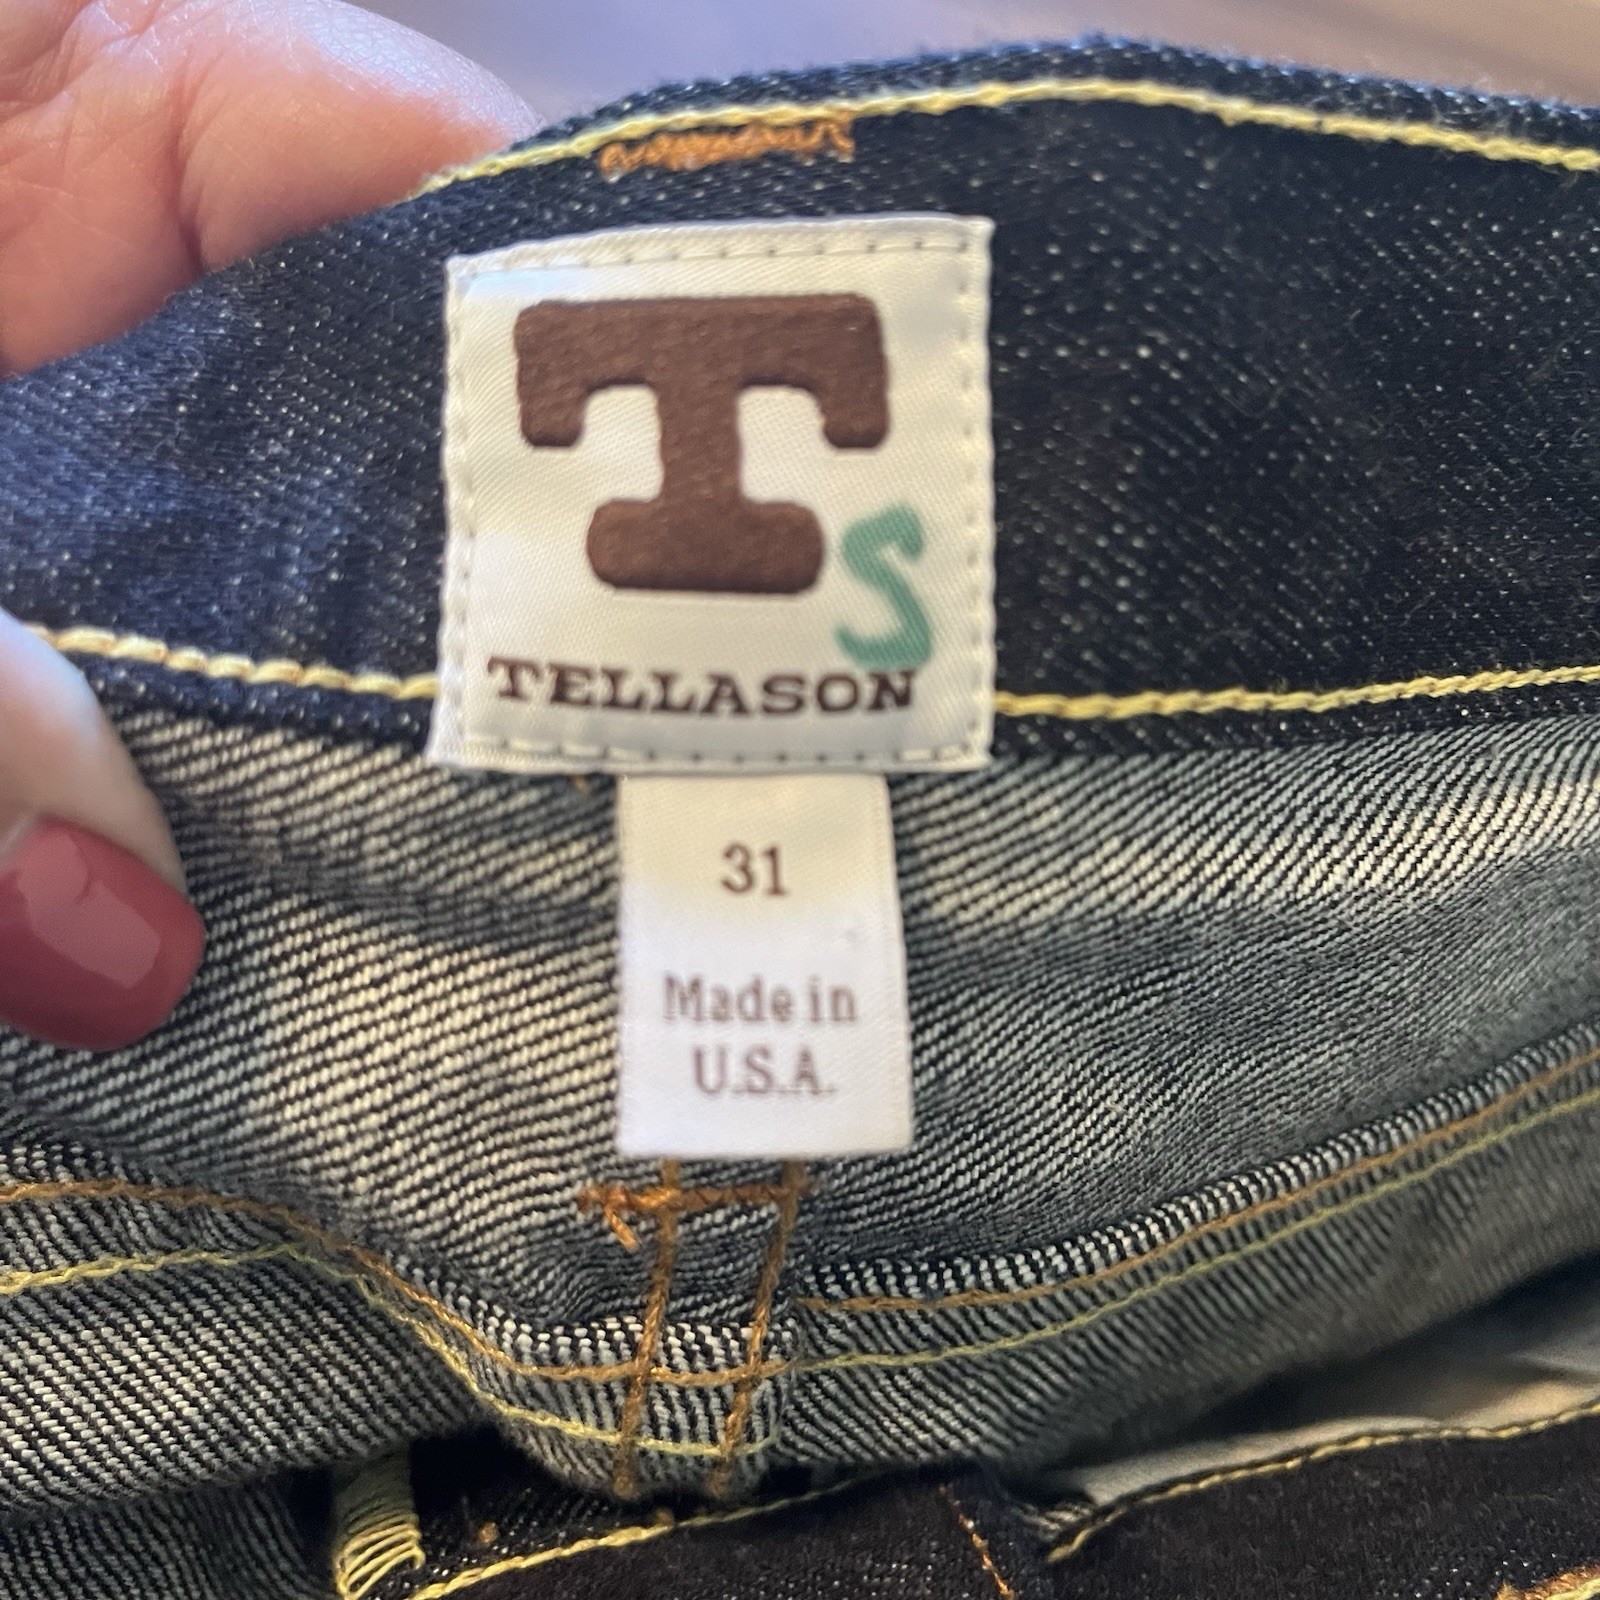 T
S
TELLASON
31
Made in
U.S.A.